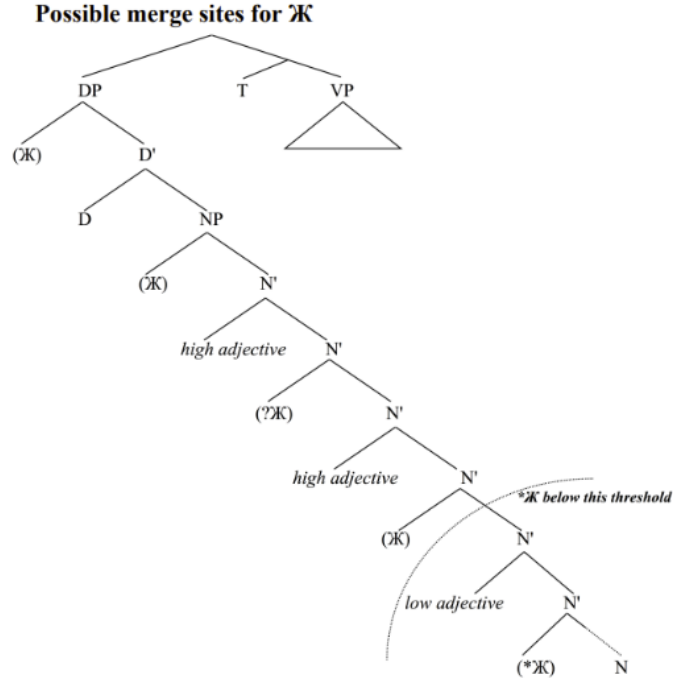 Possible merge sites for Ж
DP T VP
(Ж) D'
D NP
(Ж) N'
high adjective N'
(?Ж) N'
high adjective N'
*Ж below this threshold
(Ж) N'
low adjective N'
(*Ж) N